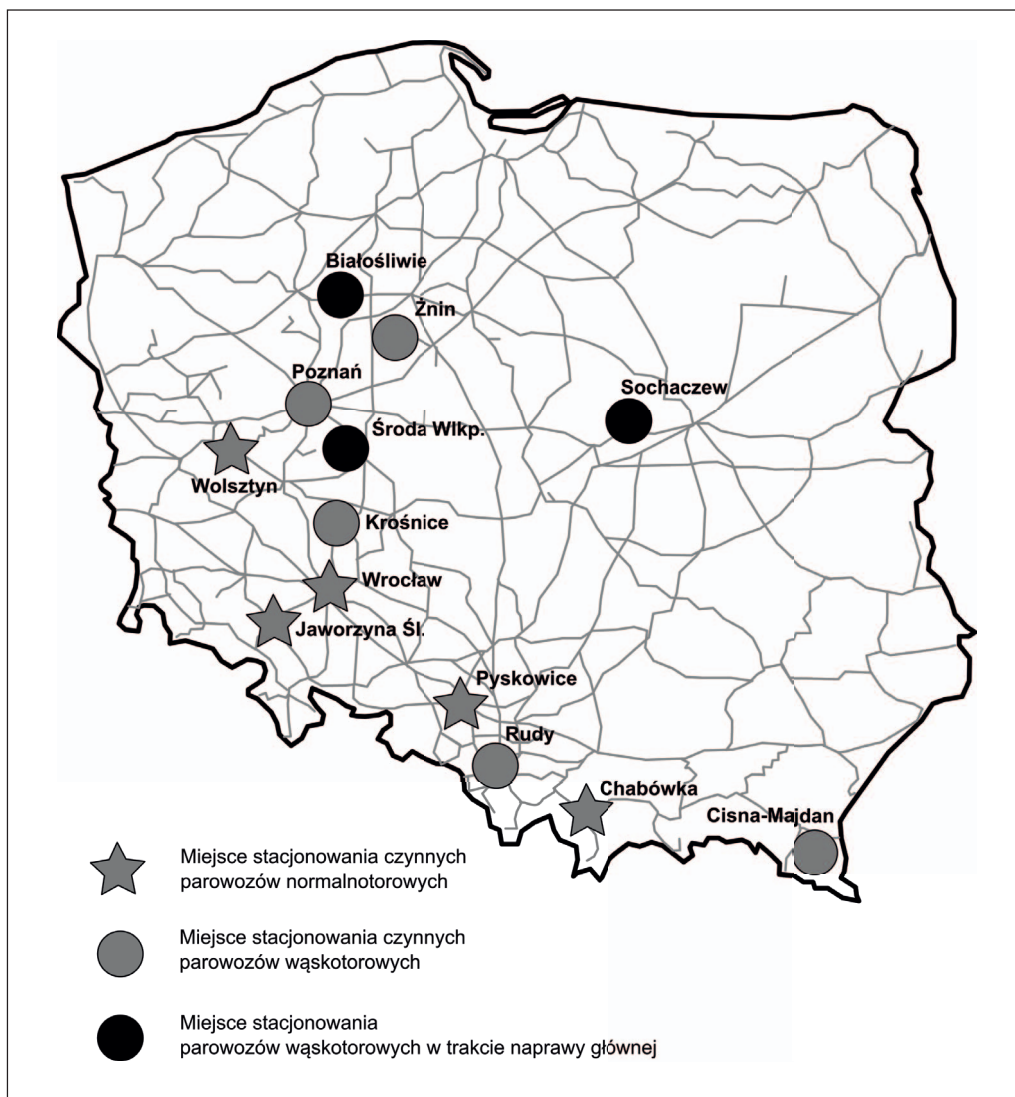 Białośliwie
Żnin
Poznań
Sochaczew
Środa Wlkp.
Wolsztyn
Krośnice
Wrocław
Jaworzyna Śl.
Pyskowice
Rudy
Chabówka
Cisna-Majdan
Miejsce stacjonowania czynnych
parowozów normalnotorowych
Miejsce stacjonowania czynnych
parowozów wąskotorowych
Miejsce stacjonowania
parowozów wąskotorowych w trakcie naprawy głównej